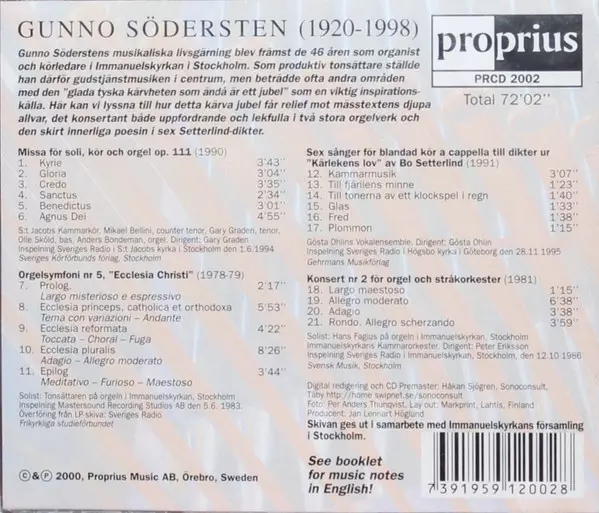 GUNNO SÖDERSTEN (1920-1998)
Gunno Söderstens musikaliska livsgärning blev främst de 46 åren som organist
och körledare i Immanuelskyrkan i Stockholm. Som produktiv tonsättare ställde
han därför gudstjänstmusiken i centrum, men beträdde ofta andra områden
med den "glada tyska kärvheten som ändå är ett jubel" som en viktig inspirations-
källa. Här kan vi lyssna till hur detta kärva jubel får relief mot mässtextens djupa
allvar, det konsertant både uppfordrande och lekfulla i två stora orgelverk och
den skirt innerliga poesin i sex Setterlind-dikter.
proprius
PRCD 2002
Total 72'02"
Missa för soli, kör och orgel op. 111 (1990)
1. Kyrie 3'43"
2. Gloria 3'04"
3. Credo 3'35"
4. Sanctus 2'34"
5. Benedictus 3'01"
6. Agnus Dei 4'55"
S:t Jacobs Kammarkör, Mikael Bellini, counter tenor, Gary Graden, tenor,
Olle Sköld, bas, Anders Bondeman, orgel. Dirigent: Gary Graden
Inspelning Sveriges Radio i S:t Jacobs kyrka i Stockholm den 1.6.1994
Sveriges Körförbunds förlag, Stockholm
Orgelsymfoni nr 5, "Ecclesia Christi" (1978-79)
7. Prolog. 2'17"
Largo misterioso e espressivo
8. Ecclesia princeps, catholica et orthodoxa 5'53"
Tema con variazioni – Andante
9. Ecclesia reformata 4'22"
Toccata – Choral – Fuga
10. Ecclesia pluralis 8'26"
Adagio – Allegro moderato
11. Epilog 3'44"
Meditativo – Furioso – Maestoso
Solist: Tonsättaren på orgeln i Immanuelskyrkan, Stockholm
Inspelning Mastersound Recording Studios AB den 5.6. 1983.
Överföring från LP skiva: Sveriges Radio
Frikyrkliga studieförbundet
Sex sånger för blandad kör a cappella till dikter ur
"Kärlekens lov" av Bo Setterlind (1991)
12. Kammarmusik 3'07"
13. Till fjärilens minne 1'23"
14. Till tonerna av ett klockspel i regn 1'40"
15. Glas 1'33"
16. Fred 1'38"
17. Plommon 1'15"
Gösta Ohlins Vokalensemble. Dirigent: Gösta Ohlin
Inspelning Sveriges Radio i Högsbo kyrka i Göteborg den 28.11 1995
Gehrmans Musikförlag
Konsert nr 2 för orgel och stråkorkester (1981)
18. Largo maestoso 1'15"
19. Allegro moderato 6'38"
20. Adagio 4'11"
21. Rondo. Allegro scherzando 3'59"
Solist: Hans Fagius på orgeln i Immanuelskyrkan, Stockholm
Immanuelskyrkans Kammarorkester. Dirigent: Peter Eriksson
Inspelning Sveriges Radio i Immanuelskyrkan, Stockholm, den 12.10 1986
Svensk Musik, Stockholm
Digital redigering och CD Premaster: Håkan Sjögren, Sonoconsult,
Täby http://home.swipnet.se/sonoconsult
Foto: Per Anders Thunqvist. Lay out: Markprint, Lahtis, Finland
Producent: Jan Lennart Höglund
Skivan ges ut i samarbete med Immanuelskyrkans församling
i Stockholm.
©&℗ 2000, Proprius Music AB, Örebro, Sweden
See booklet
for music notes
in English!
7 391959 120028